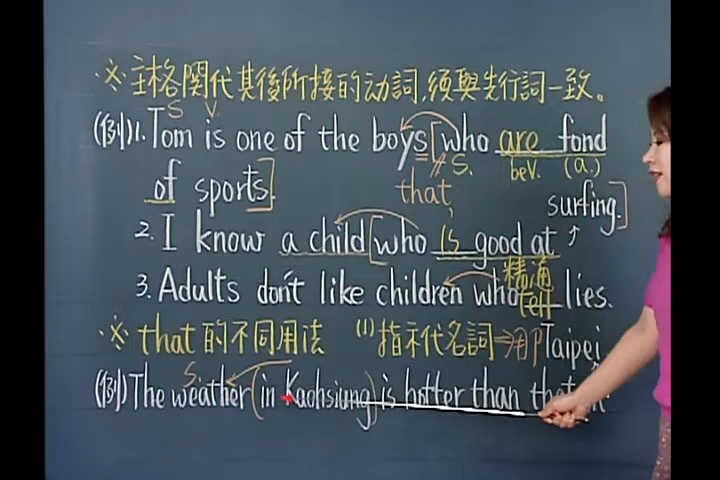 ※主格関代其後所接的动詞,須與先行詞一致。
S V
(例)1. Tom is one of the boys [who are fond
S. beV. (a.)
of sports]. that
surfing.]
2. I know a child [who is good at
精通
3. Adults don't like children who tell lies.
※ that 的不同用法 (1) 指示代名詞⇒用 Taipei
S
(例) The weather (in Kaohsiung) is hotter than that